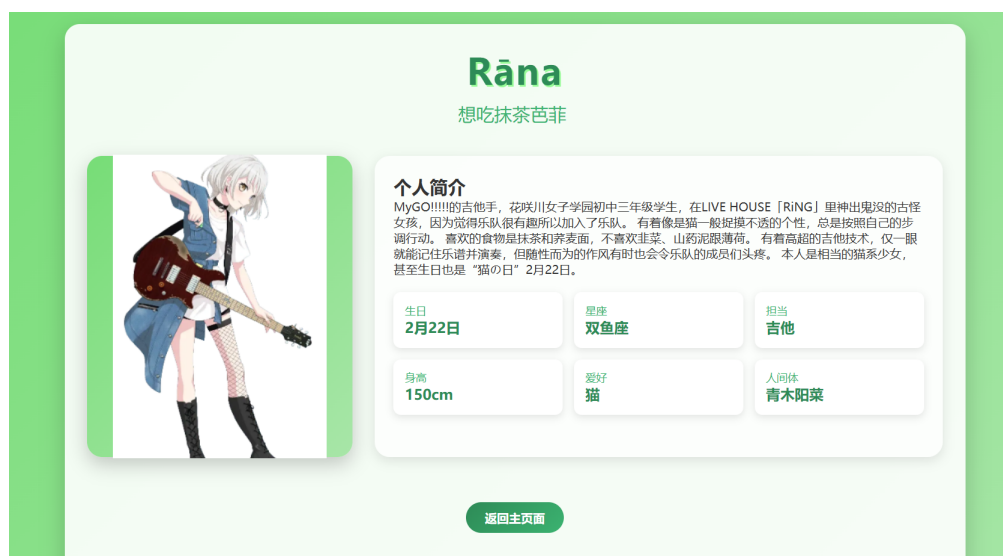 Rāna
想吃抹茶芭菲
个人简介
MyGO!!!!!的吉他手，花咲川女子学园初中三年级学生，在LIVE HOUSE「RiNG」里神出鬼没的古怪
女孩，因为觉得乐队很有趣所以加入了乐队。 有着像是猫一般捉摸不透的个性，总是按照自己的步
调行动。 喜欢的食物是抹茶和荞麦面，不喜欢韭菜、山药泥跟薄荷。 有着高超的吉他技术，仅一眼
就能记住乐谱并演奏，但随性而为的作风有时也会令乐队的成员们头疼。 本人是相当的猫系少女，
甚至生日也是“猫の日”2月22日。
生日
2月22日
星座
双鱼座
担当
吉他
身高
150cm
爱好
猫
人间体
青木阳菜
返回主页面